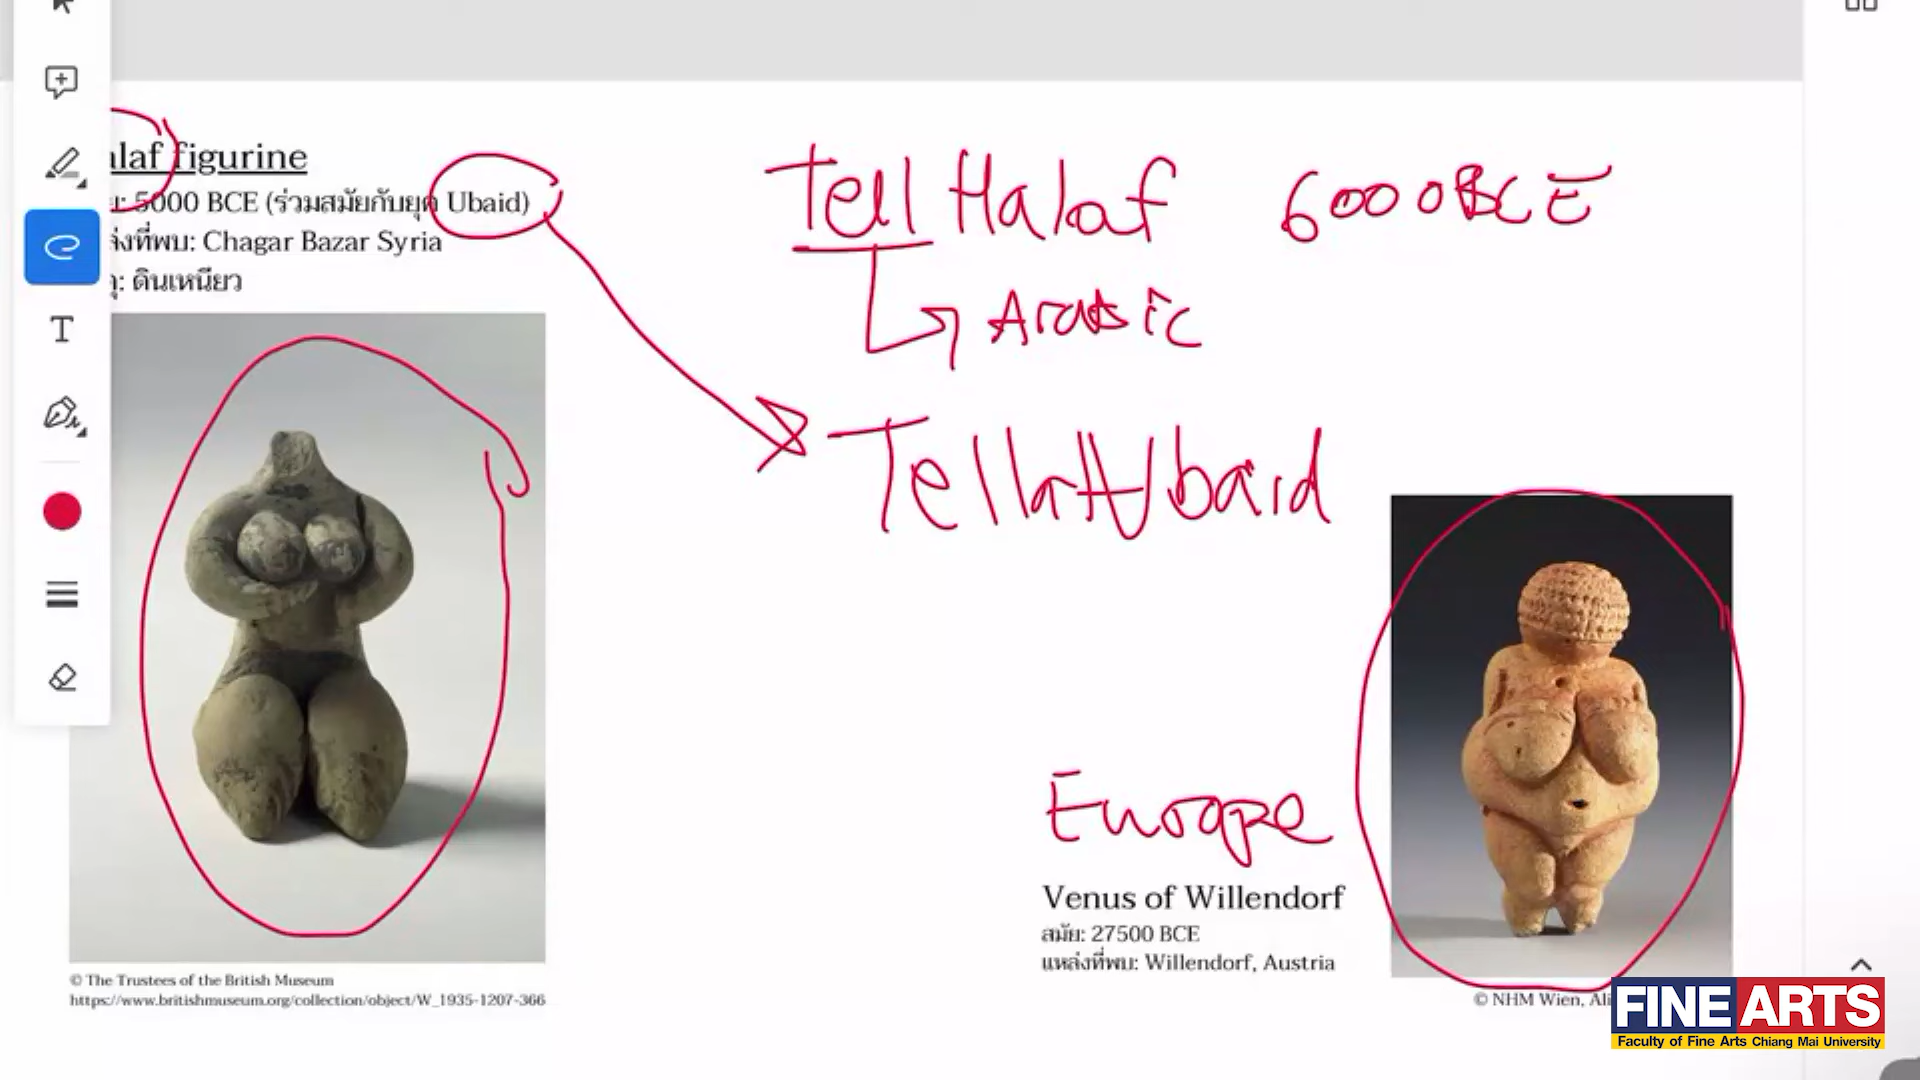 alaf figurine
: 5000 BCE (ร่วมสมัยกับยุค Ubaid)
ล่งที่พบ: Chagar Bazar Syria
: ดินเหนียว
Tell Halaf 6000BCE
Arabic
Tell al Ubaid
T
Europe
Venus of Willendorf
สมัย: 27500 BCE
แหล่งที่พบ: Willendorf, Austria
© The Trustees of the British Museum
https://www.britishmuseum.org/collection/object/W_1935-1207-366
© NHM Wien, Ali
FINE ARTS
Faculty of Fine Arts Chiang Mai University